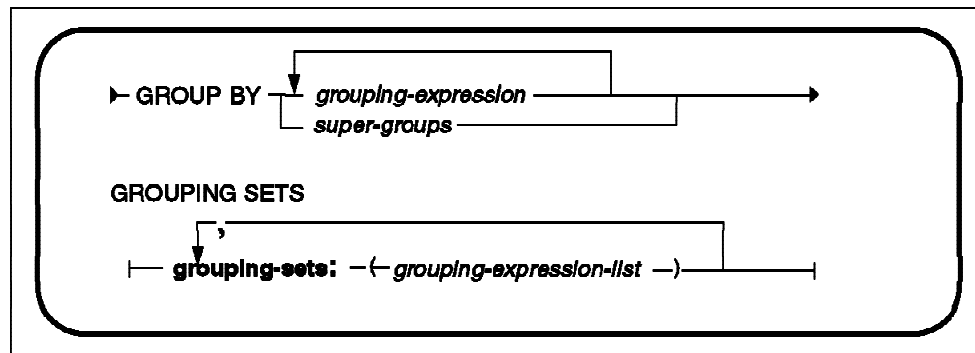 GROUP BY grouping-expression
super-groups
GROUPING SETS
,
grouping-sets: ( grouping-expression-list )